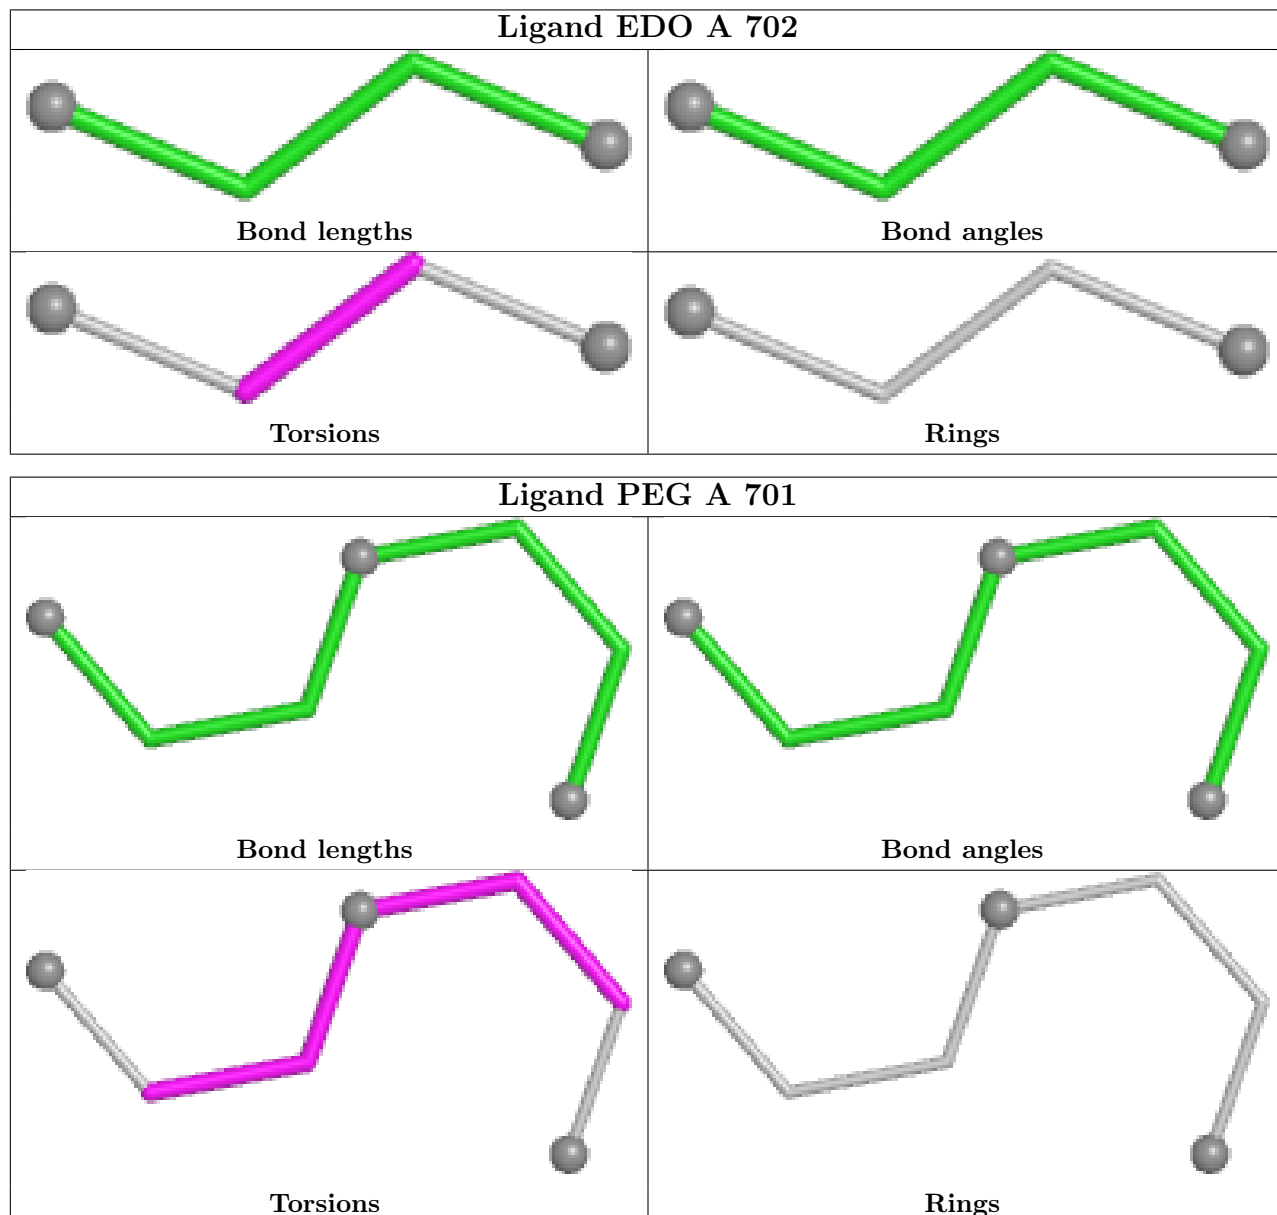 Ligand EDO A 702
Bond lengths
Bond angles
Torsions
Rings
Ligand PEG A 701
Bond lengths
Bond angles
Torsions
Rings